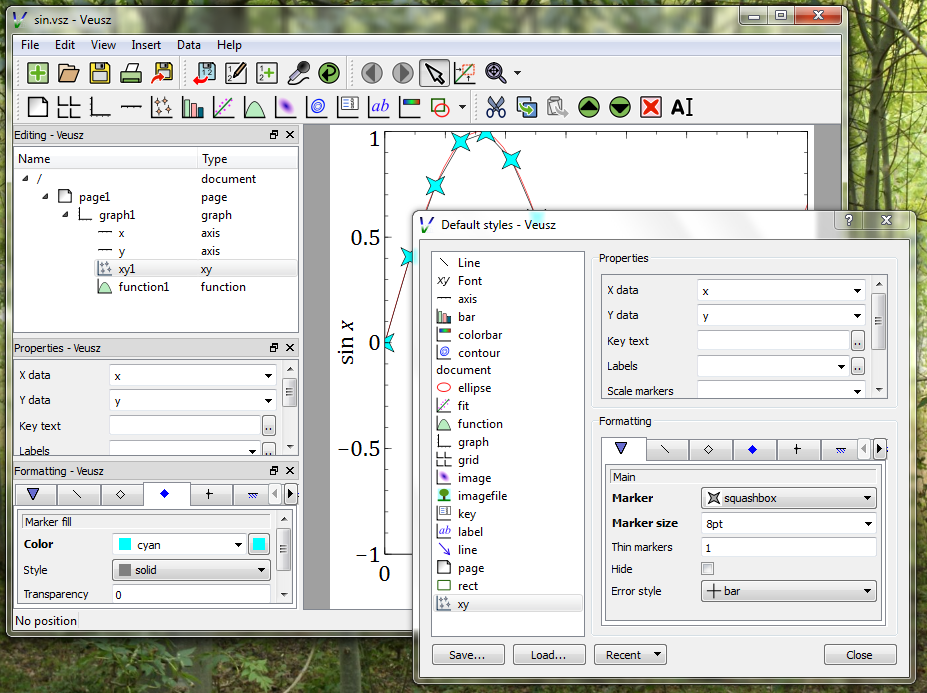 sin.vsz - Veusz
File Edit View Insert Data Help
ab AI
Editing - Veusz
Name Type
/ document
page1 page
graph1 graph
x axis
y axis
xy1 xy
function1 function
Properties - Veusz
X data x
Y data y
Key text
Labels
Formatting - Veusz
Marker fill
Color cyan
Style solid
Transparency 0
No position
1
0.5
0
−0.5
−1
0
sin x
Default styles - Veusz
Line
xy Font
axis
bar
colorbar
contour
document
ellipse
fit
function
graph
grid
image
imagefile
key
ab label
line
page
rect
xy
Properties
X data x
Y data y
Key text
Labels
Scale markers
Formatting
Main
Marker squashbox
Marker size 8pt
Thin markers 1
Hide
Error style bar
Save... Load... Recent Close